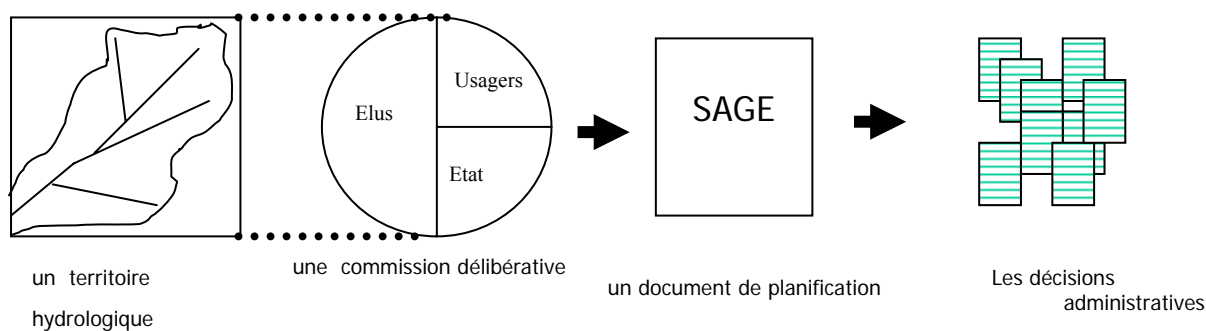 Elus
Usagers
Etat
SAGE
un territoire
hydrologique
une commission délibérative
un document de planification
Les décisions
administratives